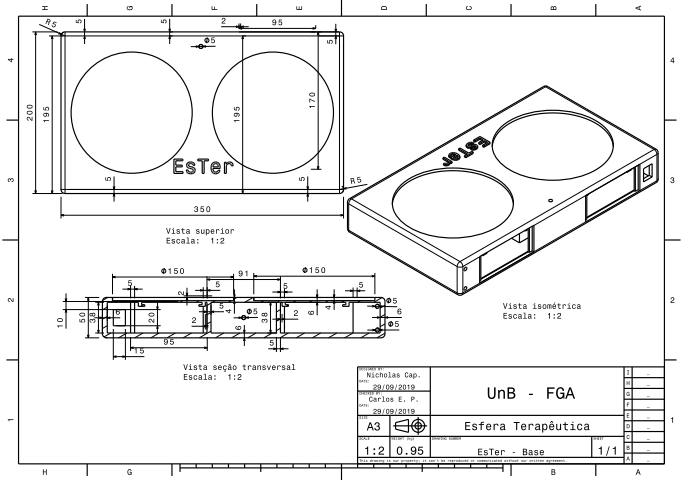 H G F E D C B A
4
3
2
1
4
3
2
1
R5
5
5
2
95
Φ5
5
200
195
195
170
EsTer
5
5
R5
350
Vista superior
Escala: 1:2
EsTer
Vista isométrica
Escala: 1:2
Φ150
91
Φ150
5
5
5
5
2
10
50
38
6
20
2
5
4
Φ5
6
38
5
2
6
4
Φ5
6
Φ5
15
95
5
Vista seção transversal
Escala: 1:2
DESIGNED BY:
Nicholas Cap.
DATE:
29/09/2019
CHECKED BY:
Carlos E. P.
DATE:
29/09/2019
SIZE
A3
SCALE
1:2
WEIGHT (kg)
0.95
UnB - FGA
Esfera Terapêutica
DRAWING NUMBER
EsTer - Base
SHEET
1/1
I _
H _
G _
F _
E _
D _
C _
B _
A _
This drawing is our property; it can't be reproduced or communicated without our written agreement.
H G B A